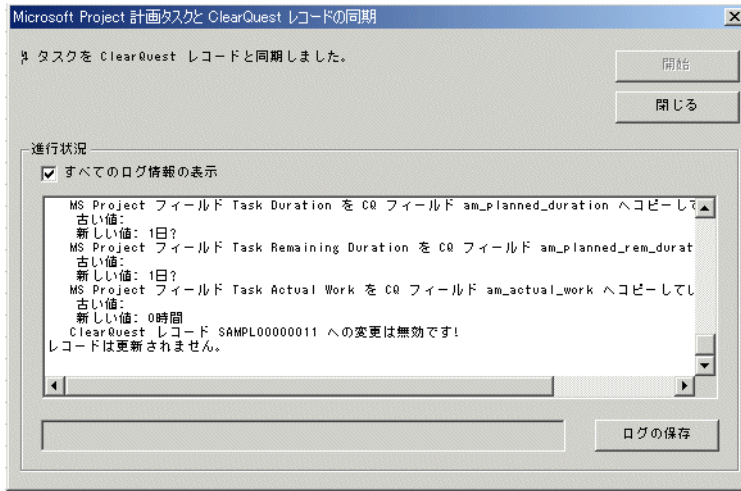 Microsoft Project 計画タスクと ClearQuest レコードの同期
タスクを ClearQuest レコードと同期しました。
開始
閉じる
進行状況
すべてのログ情報の表示
MS Project フィールド Task Duration を CQ フィールド am_planned_duration へコピーして
古い値:
新しい値: 1日?
MS Project フィールド Task Remaining Duration を CQ フィールド am_planned_rem_durat
古い値:
新しい値: 1日?
MS Project フィールド Task Actual Work を CQ フィールド am_actual_work へコピーしてし
古い値:
新しい値: 0時間
ClearQuest レコード SAMPL00000011 への変更は無効です!
レコードは更新されません。
ログの保存